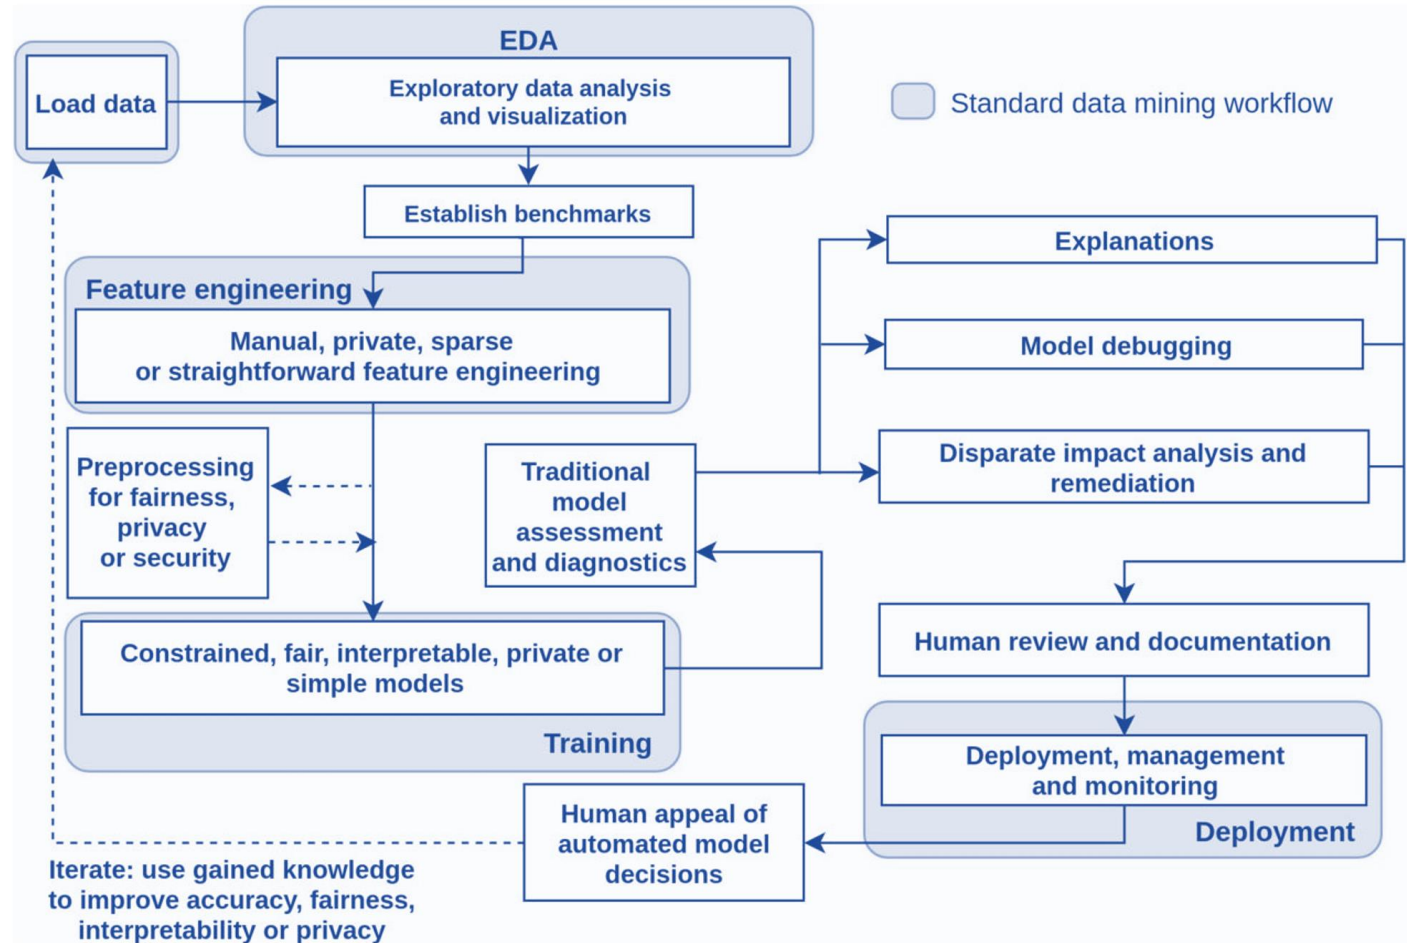 EDA
Load data
Exploratory data analysis
and visualization
Standard data mining workflow
Establish benchmarks
Feature engineering
Manual, private, sparse
or straightforward feature engineering
Preprocessing
for fairness,
privacy
or security
Constrained, fair, interpretable, private or
simple models
Training
Traditional
model
assessment
and diagnostics
Explanations
Model debugging
Disparate impact analysis and
remediation
Human review and documentation
Deployment, management
and monitoring
Deployment
Human appeal of
automated model
decisions
Iterate: use gained knowledge
to improve accuracy, fairness,
interpretability or privacy